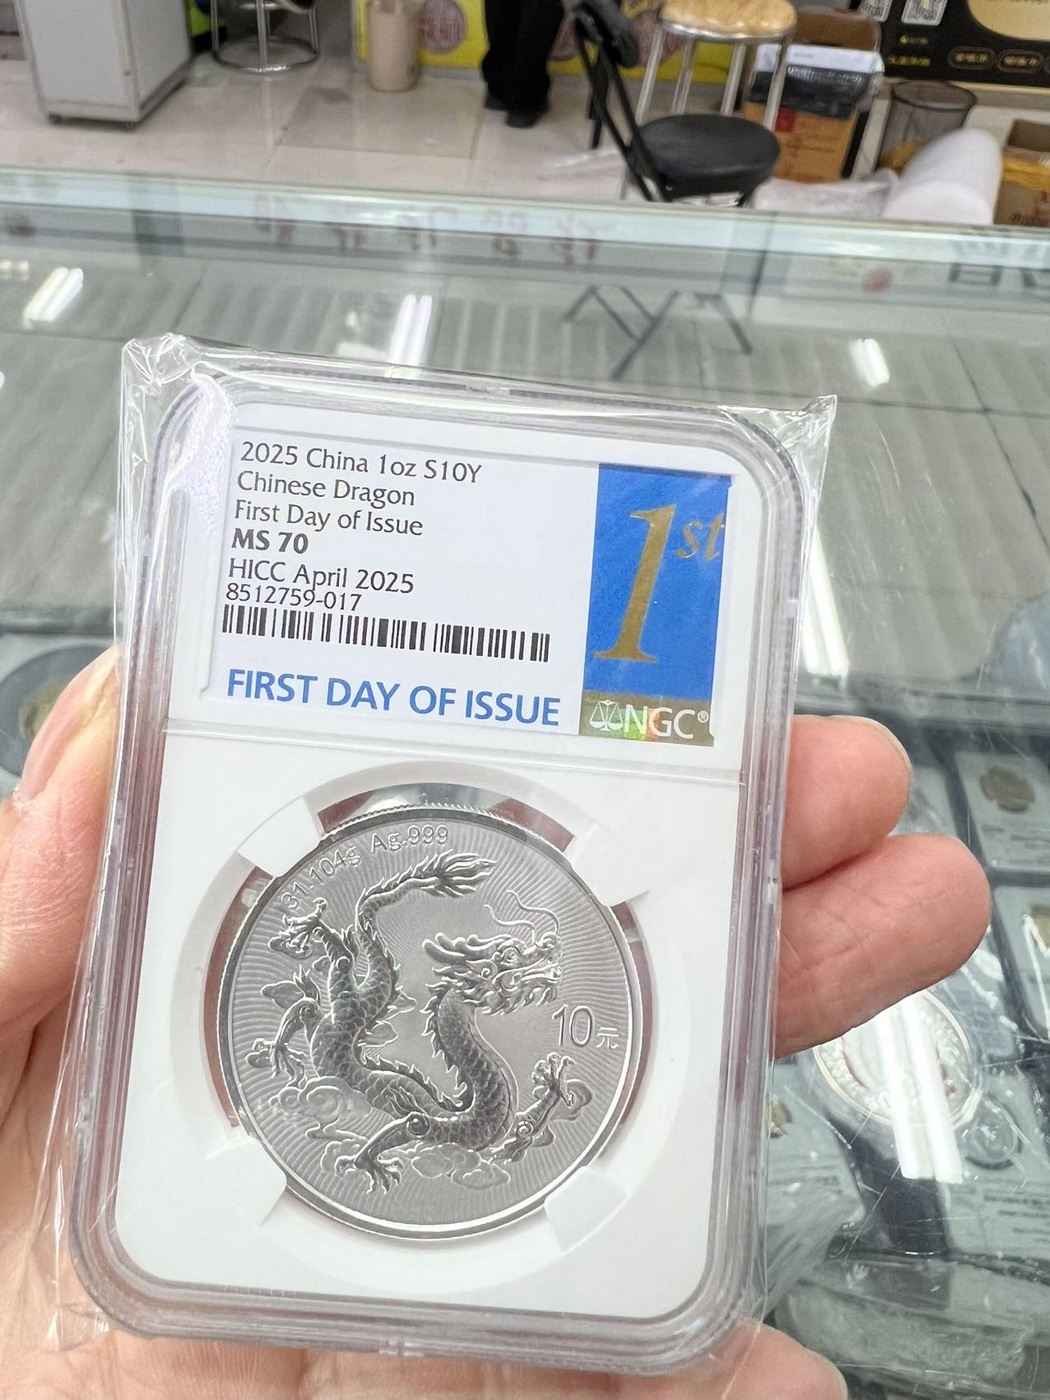 2025 China 1oz S10Y
Chinese Dragon
First Day of Issue
MS 70
HICC April 2025
8512759-017
FIRST DAY OF ISSUE
1st
NGC®
31.104g Ag.999
10元